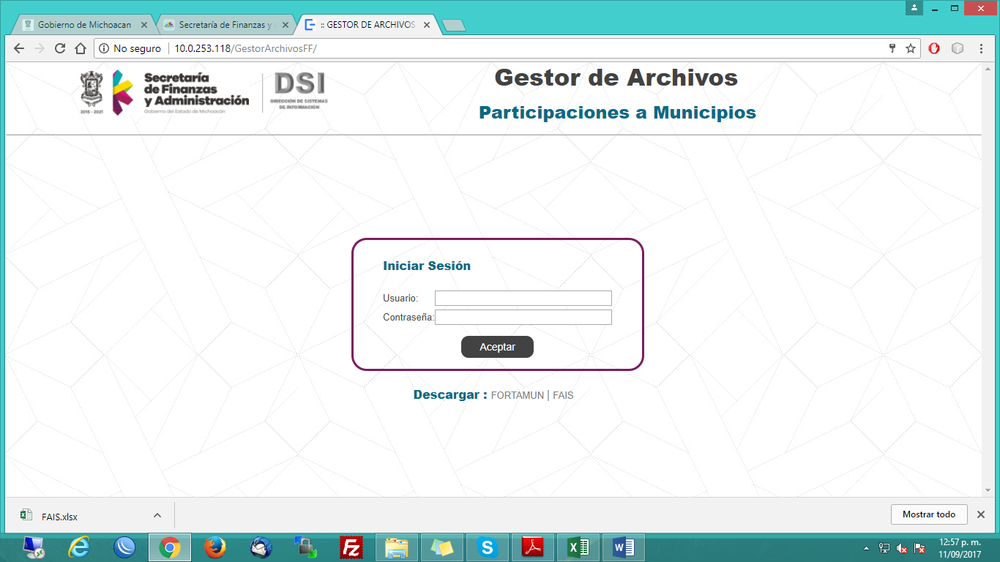 Gobierno de Michoacan
Secretaría de Finanzas y
:: GESTOR DE ARCHIVOS
No seguro
10.0.253.118/GestorArchivosFF/
2015 - 2021
Secretaría
de Finanzas
y Administración
Gobierno del Estado de Michoacán
DSI
DIRECCIÓN DE SISTEMAS
DE INFORMACIÓN
Gestor de Archivos
Participaciones a Municipios
Iniciar Sesión
Usuario:
Contraseña:
Aceptar
Descargar : FORTAMUN | FAIS
FAIS.xlsx
Mostrar todo
12:57 p. m.
11/09/2017